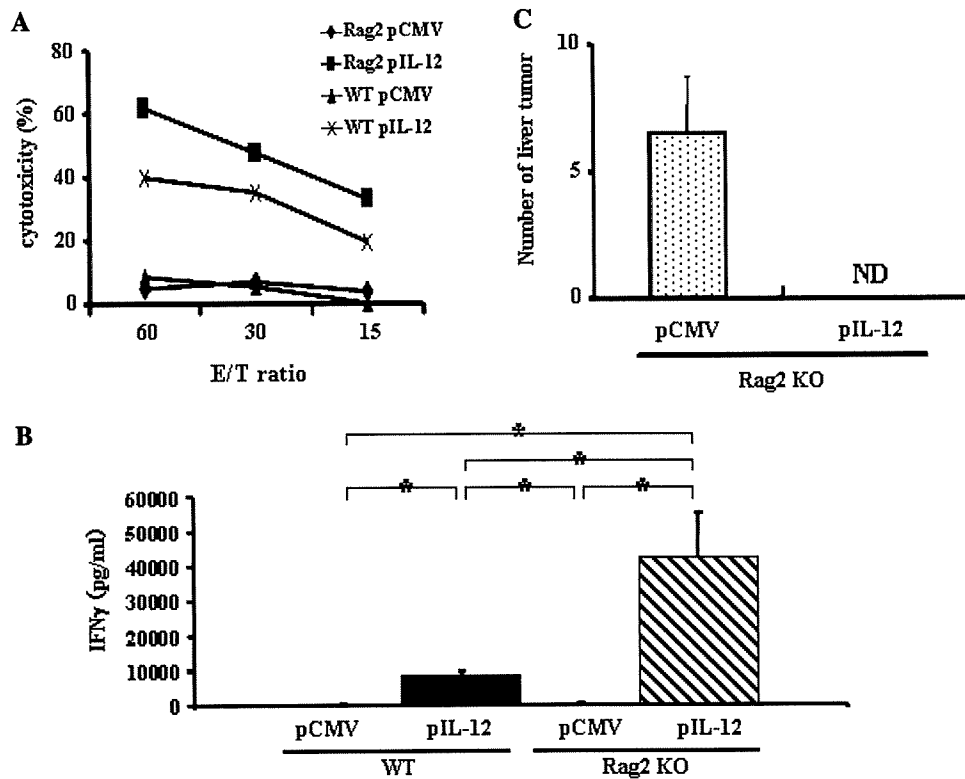 A
Rag2 pCMV
Rag2 pIL-12
WT pCMV
WT pIL-12
80
60
40
20
0
cytotoxicity (%)
60 30 15
E/T ratio
C
10
5
0
Number of liver tumor
ND
pCMV pIL-12
Rag2 KO
B
*
*
* * *
60000
50000
40000
30000
20000
10000
0
IFNγ (pg/ml)
pCMV pIL-12 pCMV pIL-12
WT Rag2 KO